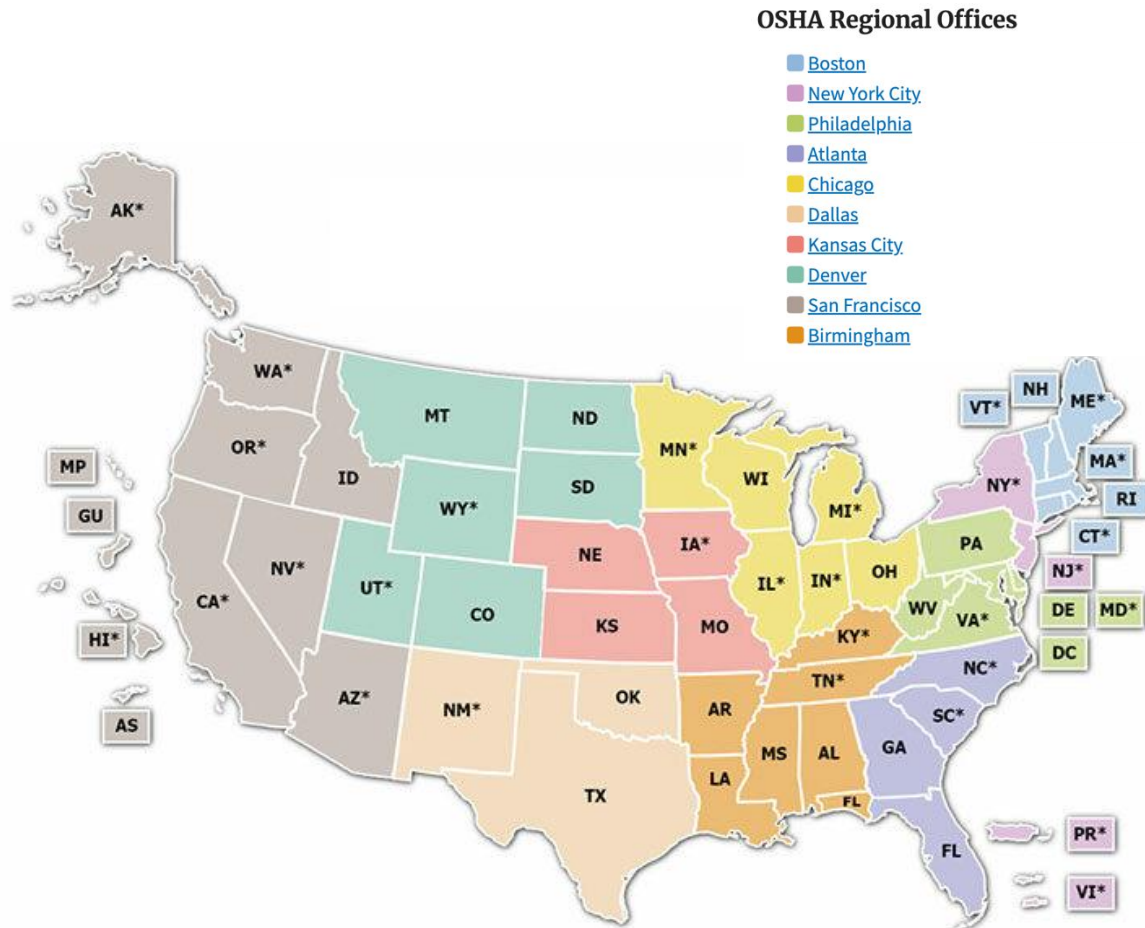 OSHA Regional Offices
Boston
New York City
Philadelphia
Atlanta
Chicago
Dallas
Kansas City
Denver
San Francisco
Birmingham
AK*
WA*
MT
ND
MN*
OR*
ID
SD
WY*
WI
MI*
NH
VT*
ME*
MA*
NY*
RI
CT*
MP
GU
NV*
UT*
CA*
CO
NE
IA*
IL*
IN*
OH
PA
NJ*
DE
MD*
DC
WV
VA*
HI*
AS
AZ*
NM*
KS
MO
KY*
TN*
NC*
SC*
OK
AR
TX
LA
MS
AL
GA
FL
FL
PR*
VI*